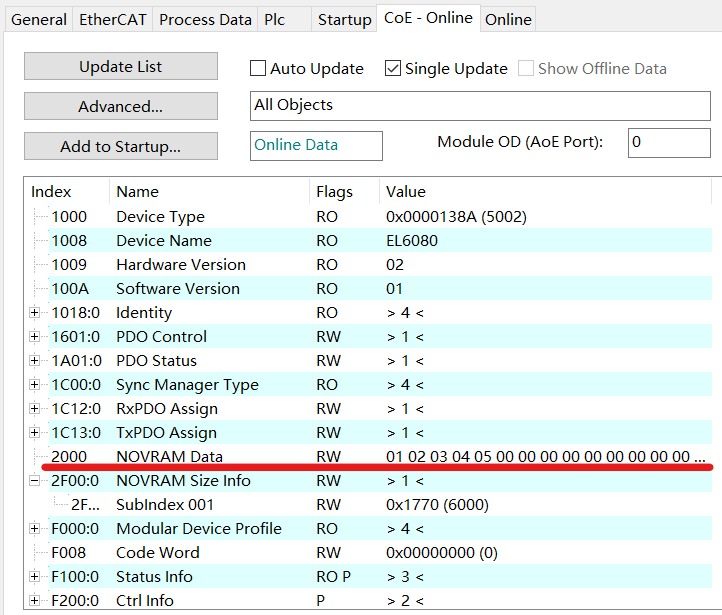 General EtherCAT Process Data Plc Startup CoE - Online Online
Update List Auto Update Single Update Show Offline Data
Advanced... All Objects
Add to Startup... Online Data Module OD (AoE Port): 0
Index Name Flags Value
1000 Device Type RO 0x0000138A (5002)
1008 Device Name RO EL6080
1009 Hardware Version RO 02
100A Software Version RO 01
1018:0 Identity RO > 4 <
1601:0 PDO Control RW > 1 <
1A01:0 PDO Status RW > 1 <
1C00:0 Sync Manager Type RO > 4 <
1C12:0 RxPDO Assign RW > 1 <
1C13:0 TxPDO Assign RW > 1 <
2000 NOVRAM Data RW 01 02 03 04 05 00 00 00 00 00 00 00 00 00 ...
2F00:0 NOVRAM Size Info RW > 1 <
2F... SubIndex 001 RW 0x1770 (6000)
F000:0 Modular Device Profile RO > 4 <
F008 Code Word RW 0x00000000 (0)
F100:0 Status Info RO P > 3 <
F200:0 Ctrl Info P > 2 <